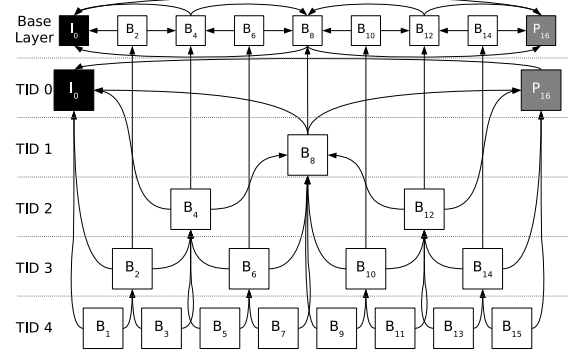 Base Layer I₀ B₂ B₄ B₆ B₈ B₁₀ B₁₂ B₁₄ P₁₆
TID 0 I₀ P₁₆
TID 1 B₈
TID 2 B₄ B₁₂
TID 3 B₂ B₆ B₁₀ B₁₄
TID 4 B₁ B₃ B₅ B₇ B₉ B₁₁ B₁₃ B₁₅